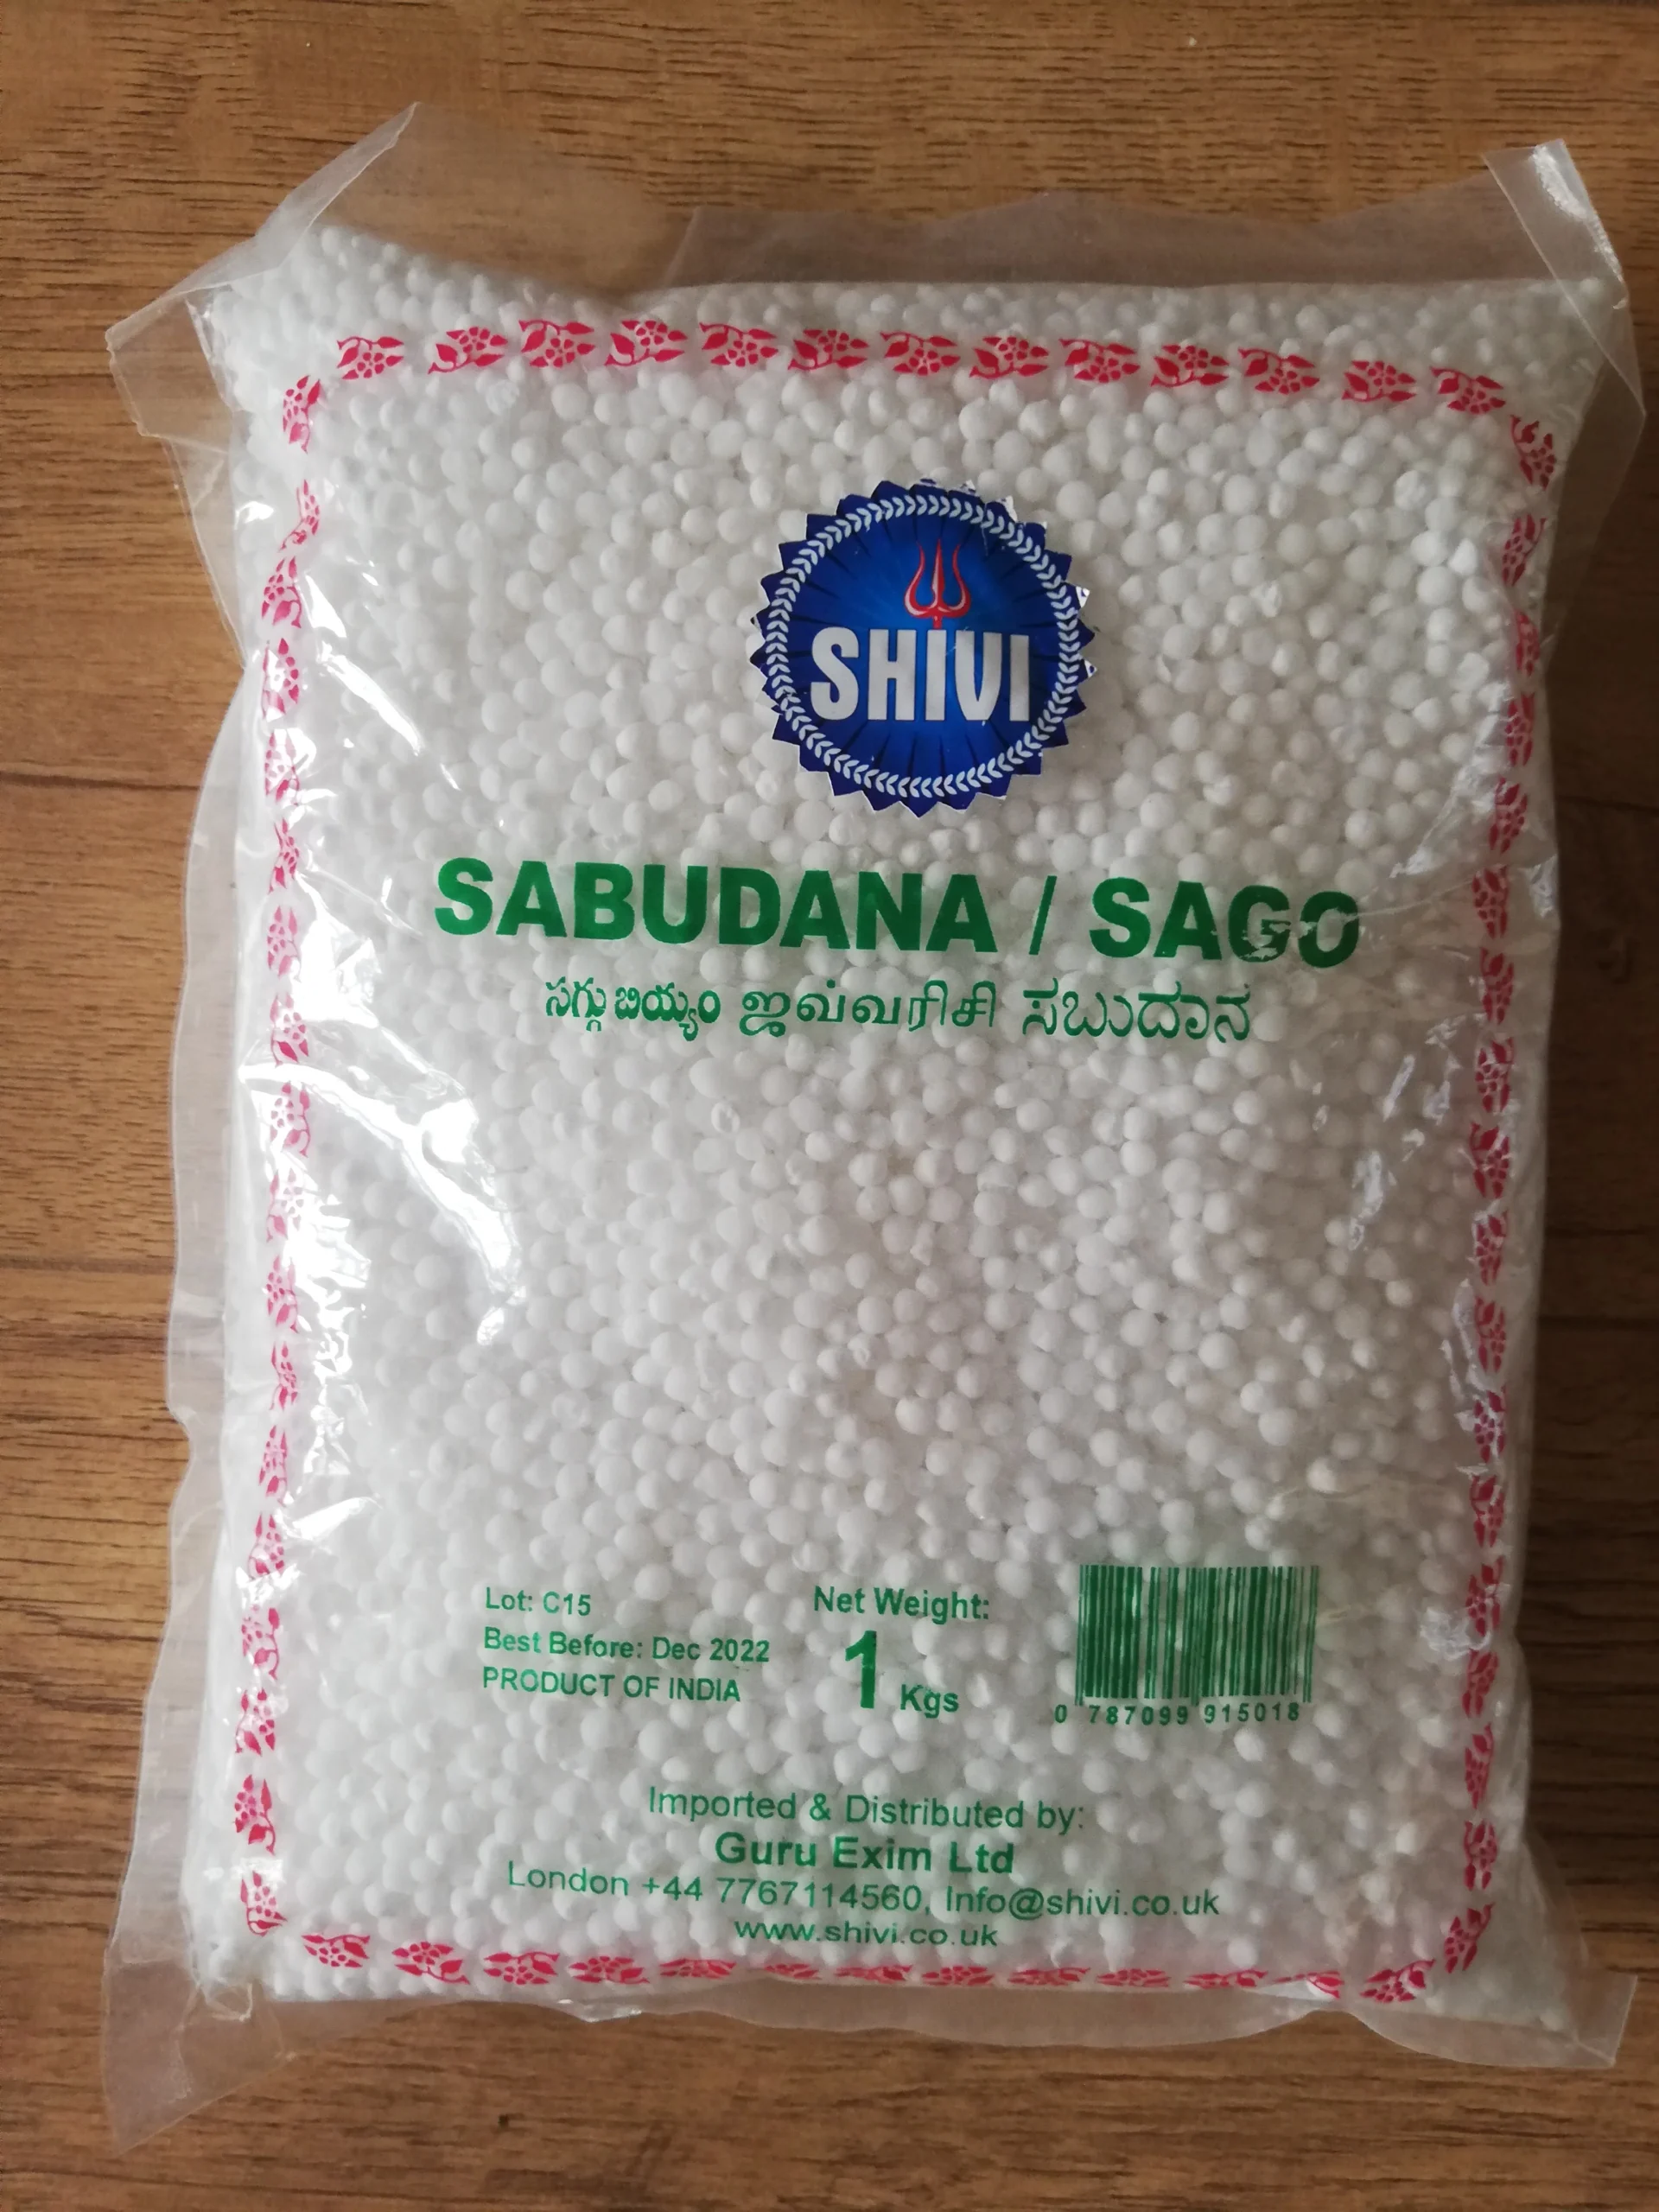 SHIVI
SABUDANA / SAGO
సగ్గు బియ్యం ஜவ்வரிசி ಸಬುದಾನ
Lot: C15
Best Before: Dec 2022
PRODUCT OF INDIA
Net Weight:
1 Kgs
0 787099 915018
Imported & Distributed by:
Guru Exim Ltd
London +44 7767114560, Info@shivi.co.uk
www.shivi.co.uk